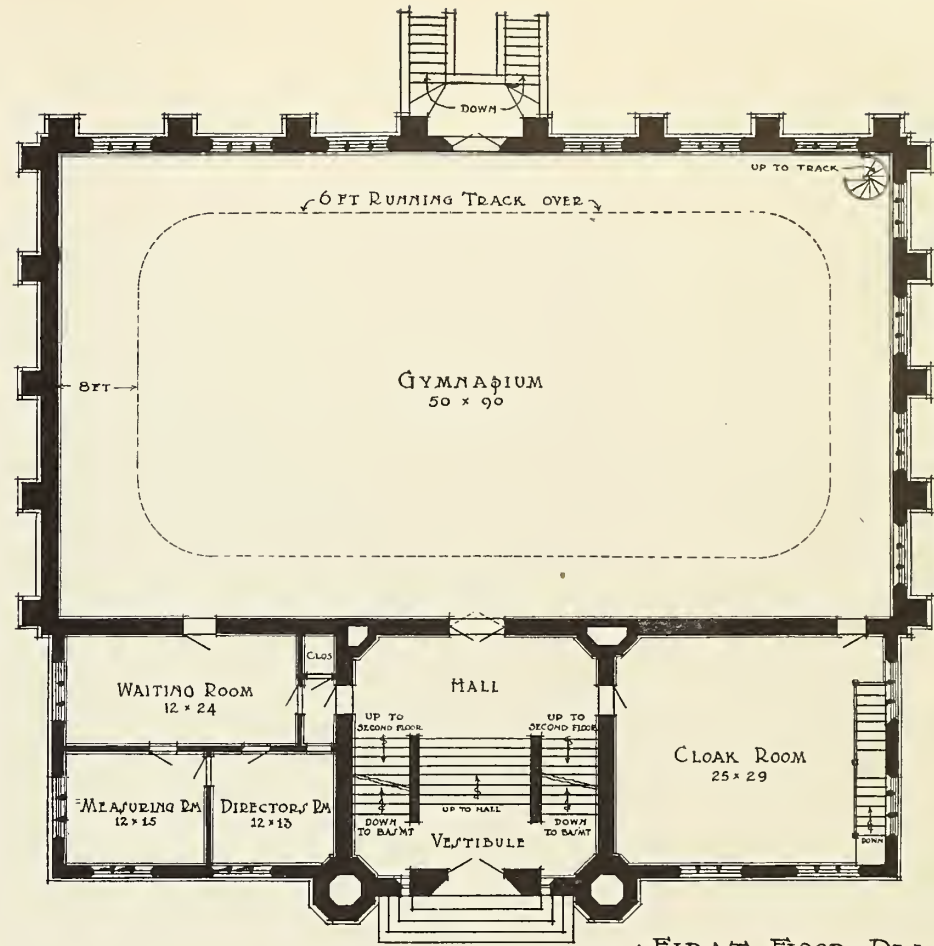 DOWN
UP TO TRACK
6 FT RUNNING TRACK OVER
8FT
GYMNASIUM
50 × 90
CLOS
WAITING ROOM
12 × 24
HALL
UP TO
SECOND FLOOR
UP TO
SECOND FLOOR
CLOAK ROOM
25 × 29
MEASURING RM
12 × 15
DIRECTORS RM
12 × 13
UP TO HALL
DOWN
TO BASMT
DOWN
TO BASMT
VESTIBULE
DOWN
FIRST FLOOR